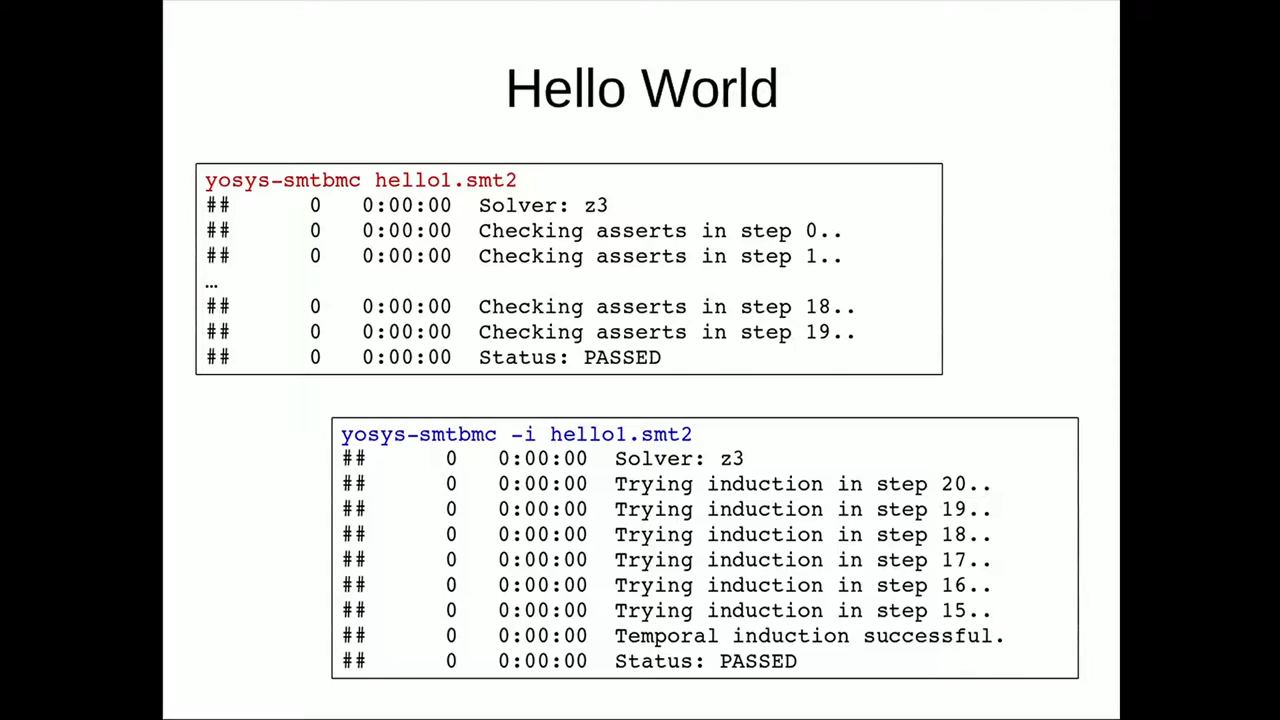 Hello World
yosys-smtbmc hello1.smt2
## 0 0:00:00 Solver: z3
## 0 0:00:00 Checking asserts in step 0..
## 0 0:00:00 Checking asserts in step 1..
…
## 0 0:00:00 Checking asserts in step 18..
## 0 0:00:00 Checking asserts in step 19..
## 0 0:00:00 Status: PASSED
yosys-smtbmc -i hello1.smt2
## 0 0:00:00 Solver: z3
## 0 0:00:00 Trying induction in step 20..
## 0 0:00:00 Trying induction in step 19..
## 0 0:00:00 Trying induction in step 18..
## 0 0:00:00 Trying induction in step 17..
## 0 0:00:00 Trying induction in step 16..
## 0 0:00:00 Trying induction in step 15..
## 0 0:00:00 Temporal induction successful.
## 0 0:00:00 Status: PASSED